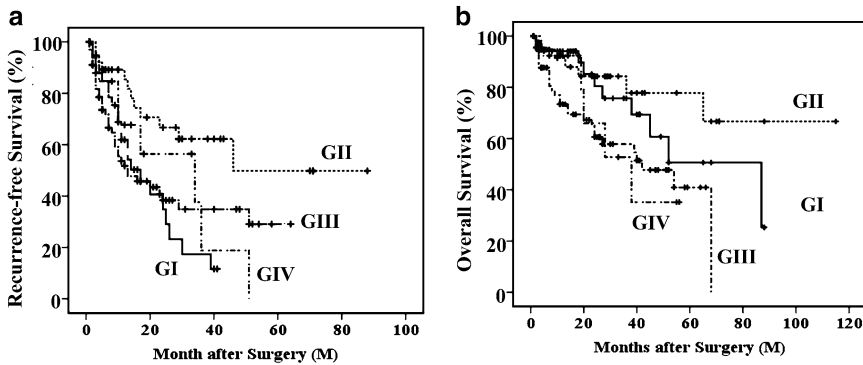 a
Recurrence-free Survival (%)
100
80
60
40
20
0
GII
GIII
GI
GIV
0 20 40 60 80 100
Month after Surgery (M)
b
Overall Survival (%)
100
80
60
40
20
0
GII
GI
GIV
GIII
0 20 40 60 80 100 120
Months after Surgery (M)